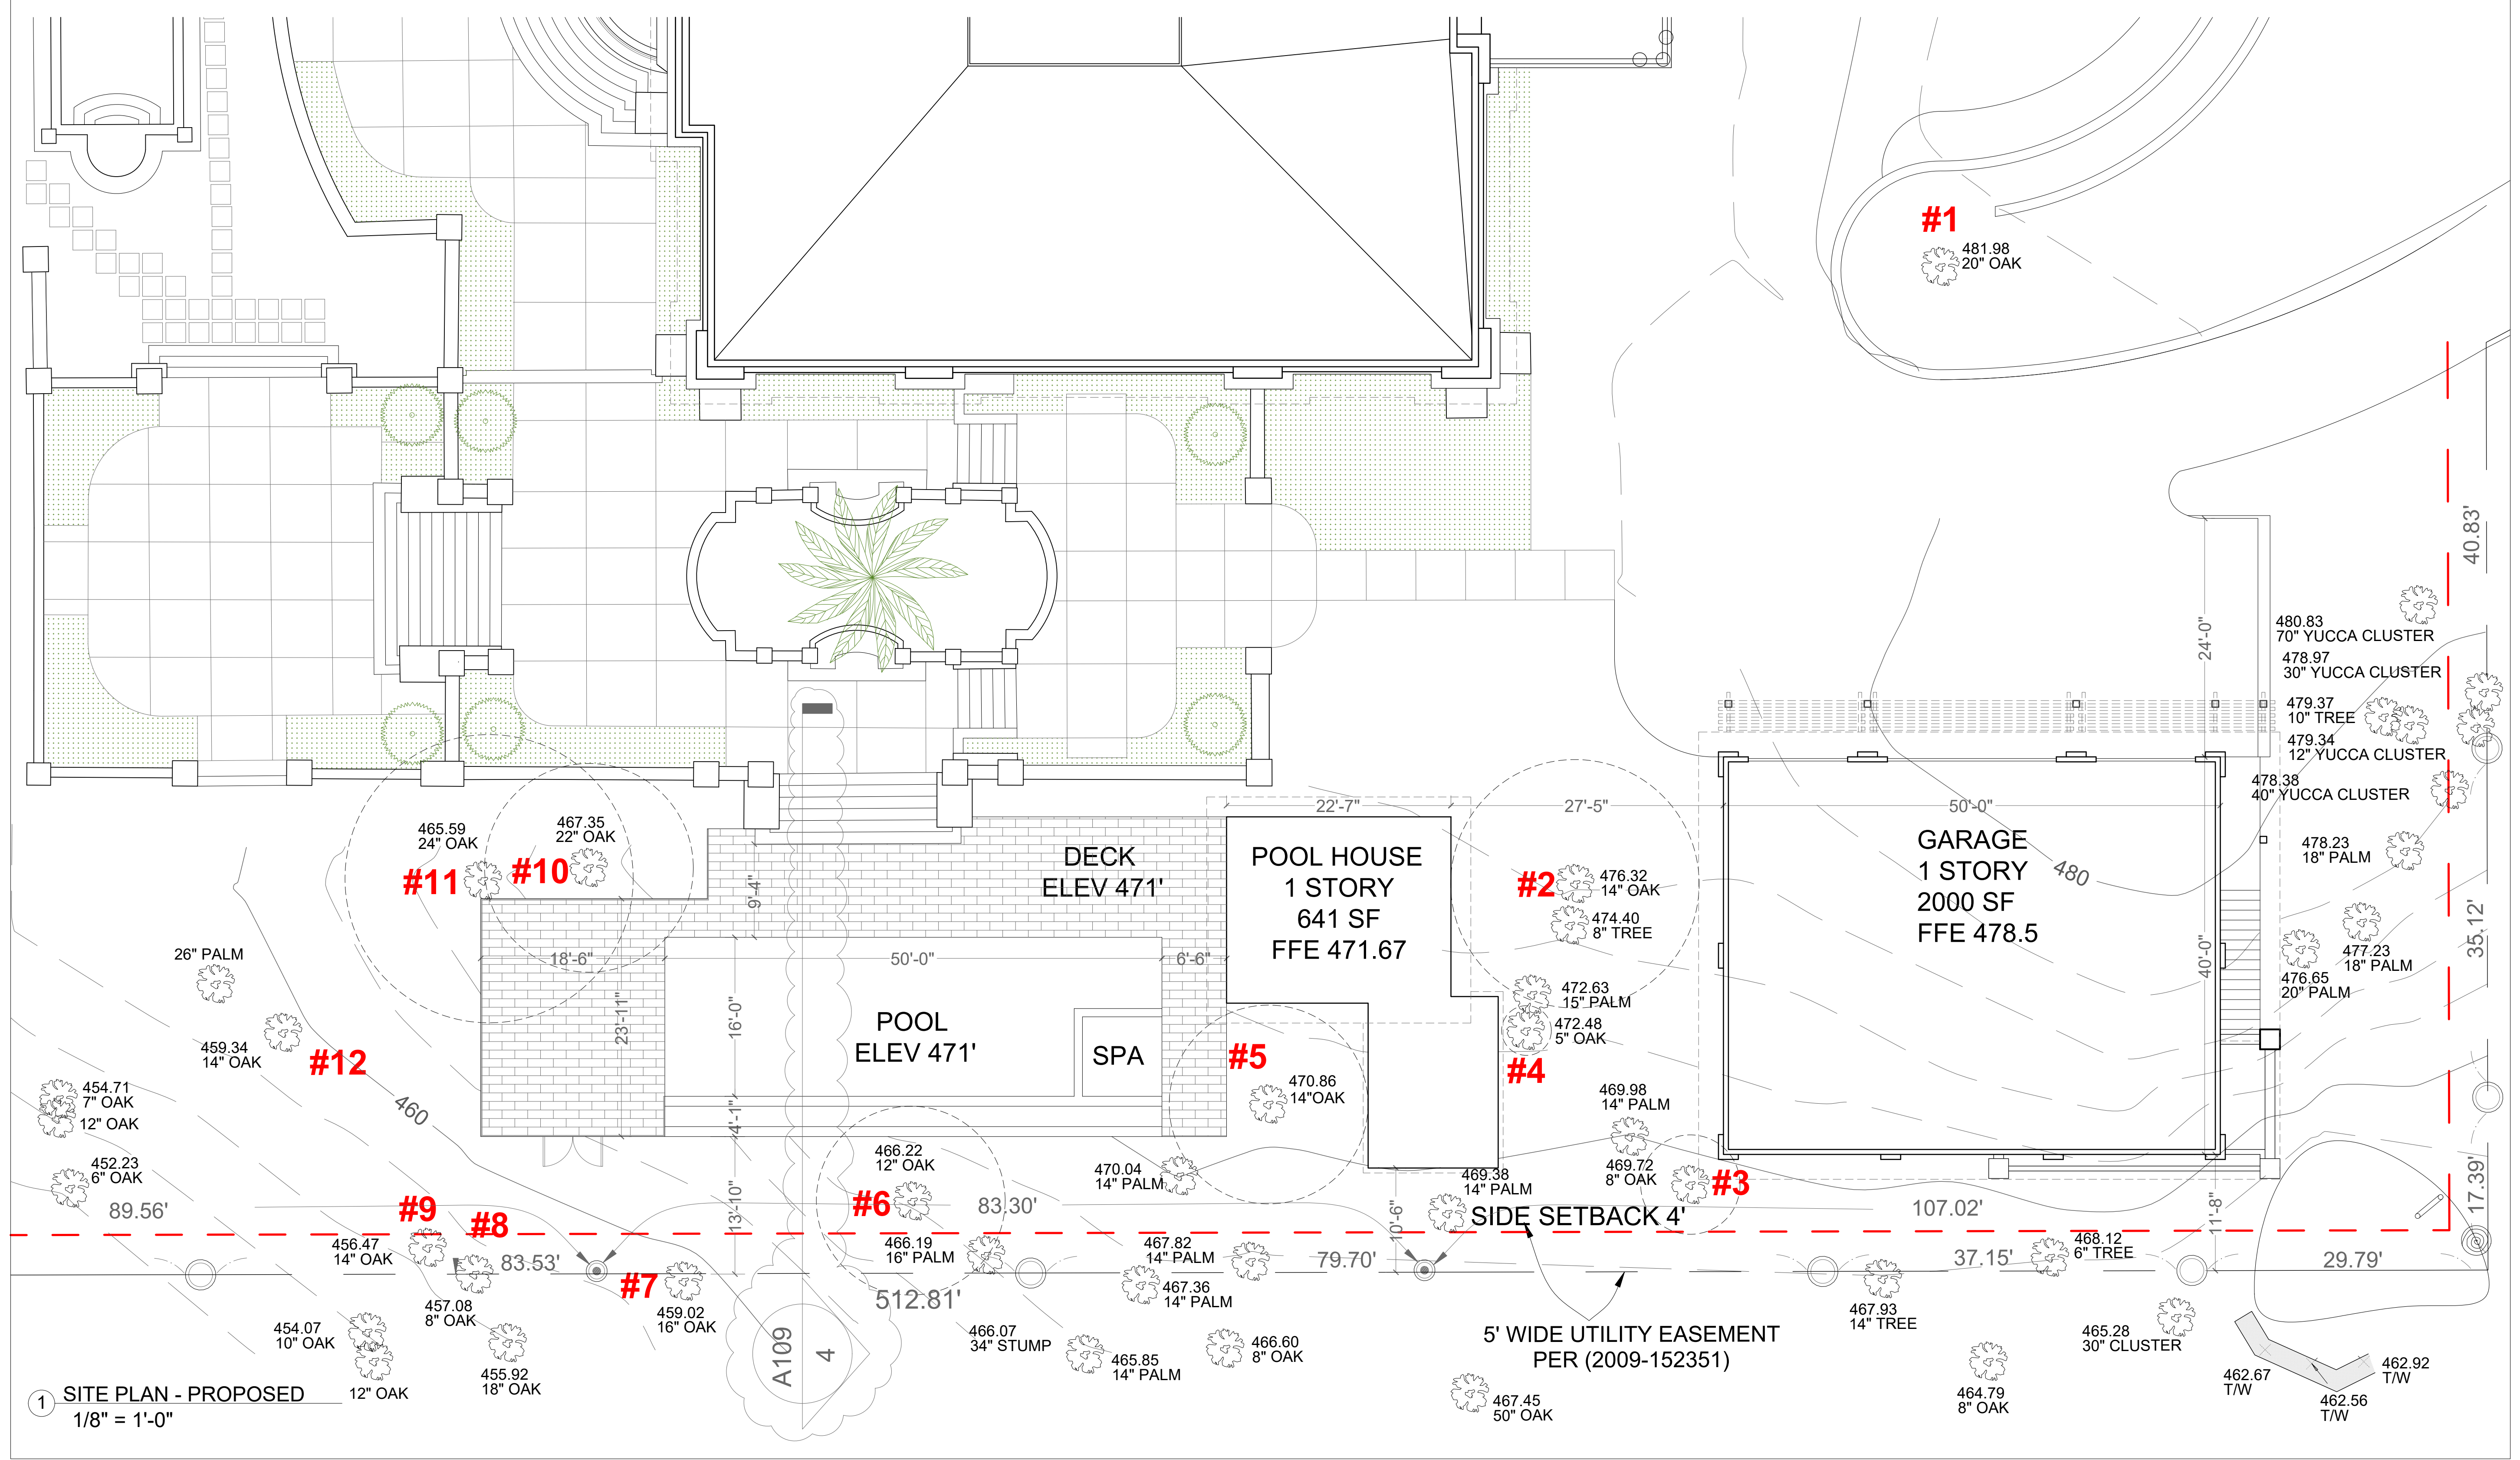 #1
481.98
20" OAK
40.83'
24'-0"
480.83
70" YUCCA CLUSTER
478.97
30" YUCCA CLUSTER
479.37
10" TREE
479.34
12" YUCCA CLUSTER
478.38
40" YUCCA CLUSTER
22'-7"
27'-5"
50'-0"
465.59
24" OAK
467.35
22" OAK
#11
#10
9'-4"
DECK
ELEV 471'
POOL HOUSE
1 STORY
641 SF
FFE 471.67
#2
476.32
14" OAK
474.40
8" TREE
GARAGE
1 STORY
2000 SF
FFE 478.5
480
478.23
18" PALM
35.12'
477.23
18" PALM
476.65
20" PALM
40'-0"
26" PALM
18'-6"
50'-0"
6'-6"
23'-11"
16'-0"
POOL
ELEV 471'
SPA
472.63
15" PALM
472.48
5" OAK
#4
#5
470.86
14"OAK
459.34
14" OAK
#12
454.71
7" OAK
12" OAK
460
4'-1"
469.98
14" PALM
452.23
6" OAK
89.56'
#9
#8
466.22
12" OAK
#6
13'-10"
83.30'
470.04
14" PALM
469.38
14" PALM
469.72
8" OAK
#3
10'-6"
SIDE SETBACK 4'
107.02'
11'-8"
17.39'
456.47
14" OAK
83.53'
466.19
16" PALM
467.82
14" PALM
79.70'
37.15'
468.12
6" TREE
29.79'
457.08
8" OAK
#7
459.02
16" OAK
512.81'
467.36
14" PALM
467.93
14" TREE
454.07
10" OAK
12" OAK
455.92
18" OAK
A109
4
466.07
34" STUMP
465.85
14" PALM
466.60
8" OAK
5' WIDE UTILITY EASEMENT
PER (2009-152351)
465.28
30" CLUSTER
467.45
50" OAK
464.79
8" OAK
462.67
T/W
462.56
T/W
462.92
T/W
1 SITE PLAN - PROPOSED
1/8" = 1'-0"